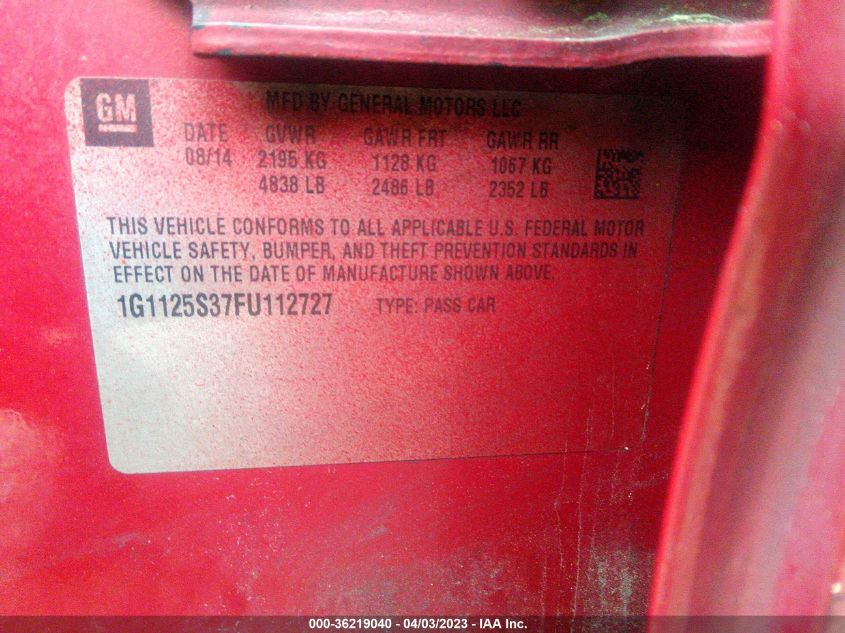 GM
MFD BY GENERAL MOTORS LLC
DATE GVWR GAWR FRT GAWR RR
08/14 2195 KG 1128 KG 1067 KG
4838 LB 2486 LB 2352 LB
THIS VEHICLE CONFORMS TO ALL APPLICABLE U.S. FEDERAL MOTOR
VEHICLE SAFETY, BUMPER, AND THEFT PREVENTION STANDARDS IN
EFFECT ON THE DATE OF MANUFACTURE SHOWN ABOVE.
1G1125S37FU112727 TYPE: PASS CAR
000-36219040 - 04/03/2023 - IAA Inc.